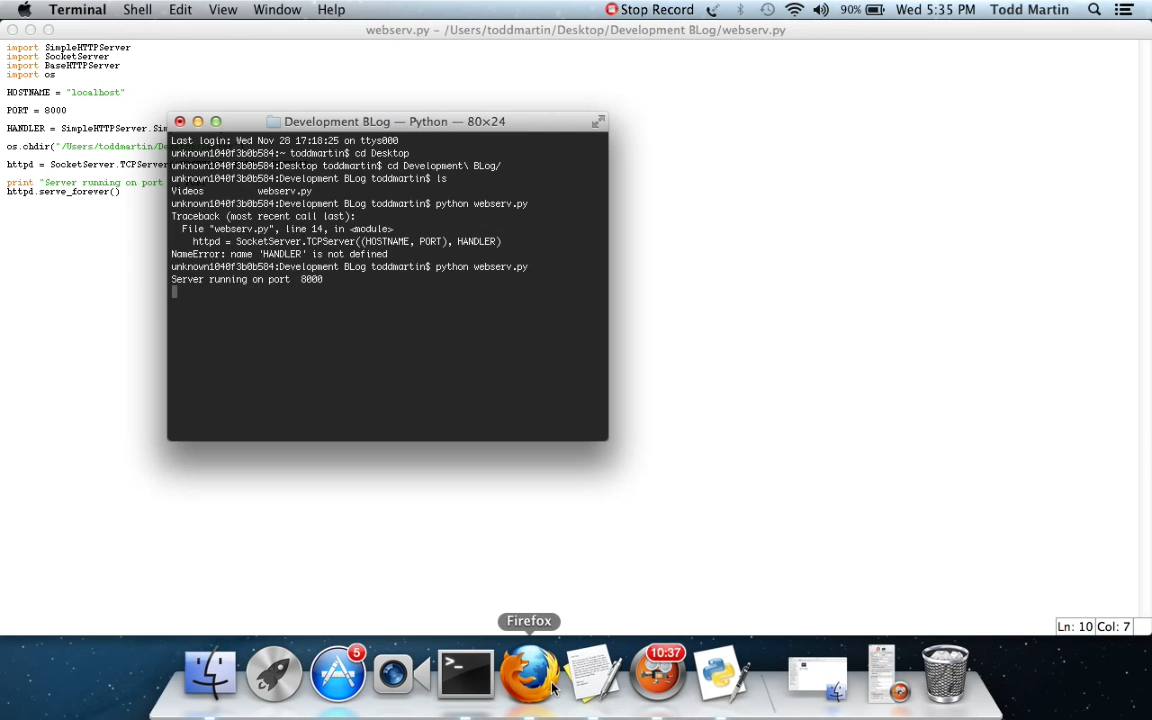 Terminal Shell Edit View Window Help Stop Record 90% Wed 5:35 PM Todd Martin
webserv.py - /Users/toddmartin/Desktop/Development BLog/webserv.py
import SimpleHTTPServer
import SocketServer
import BaseHTTPServer
import os
HOSTNAME = "localhost"
PORT = 8000
HANDLER = SimpleHTTPServer.Sim
os.chdir("/Users/toddmartin/De
httpd = SocketServer.TCPServer
print "Server running on port
httpd.serve_forever()
Development BLog — Python — 80×24
Last login: Wed Nov 28 17:18:25 on ttys000
unknown1040f3b0b584:~ toddmartin$ cd Desktop
unknown1040f3b0b584:Desktop toddmartin$ cd Development\ BLog/
unknown1040f3b0b584:Development BLog toddmartin$ ls
Videos webserv.py
unknown1040f3b0b584:Development BLog toddmartin$ python webserv.py
Traceback (most recent call last):
File "webserv.py", line 14, in <module>
httpd = SocketServer.TCPServer((HOSTNAME, PORT), HANDLER)
NameError: name 'HANDLER' is not defined
unknown1040f3b0b584:Development BLog toddmartin$ python webserv.py
Server running on port 8000
Firefox
Ln: 10 Col: 7
5
10:37